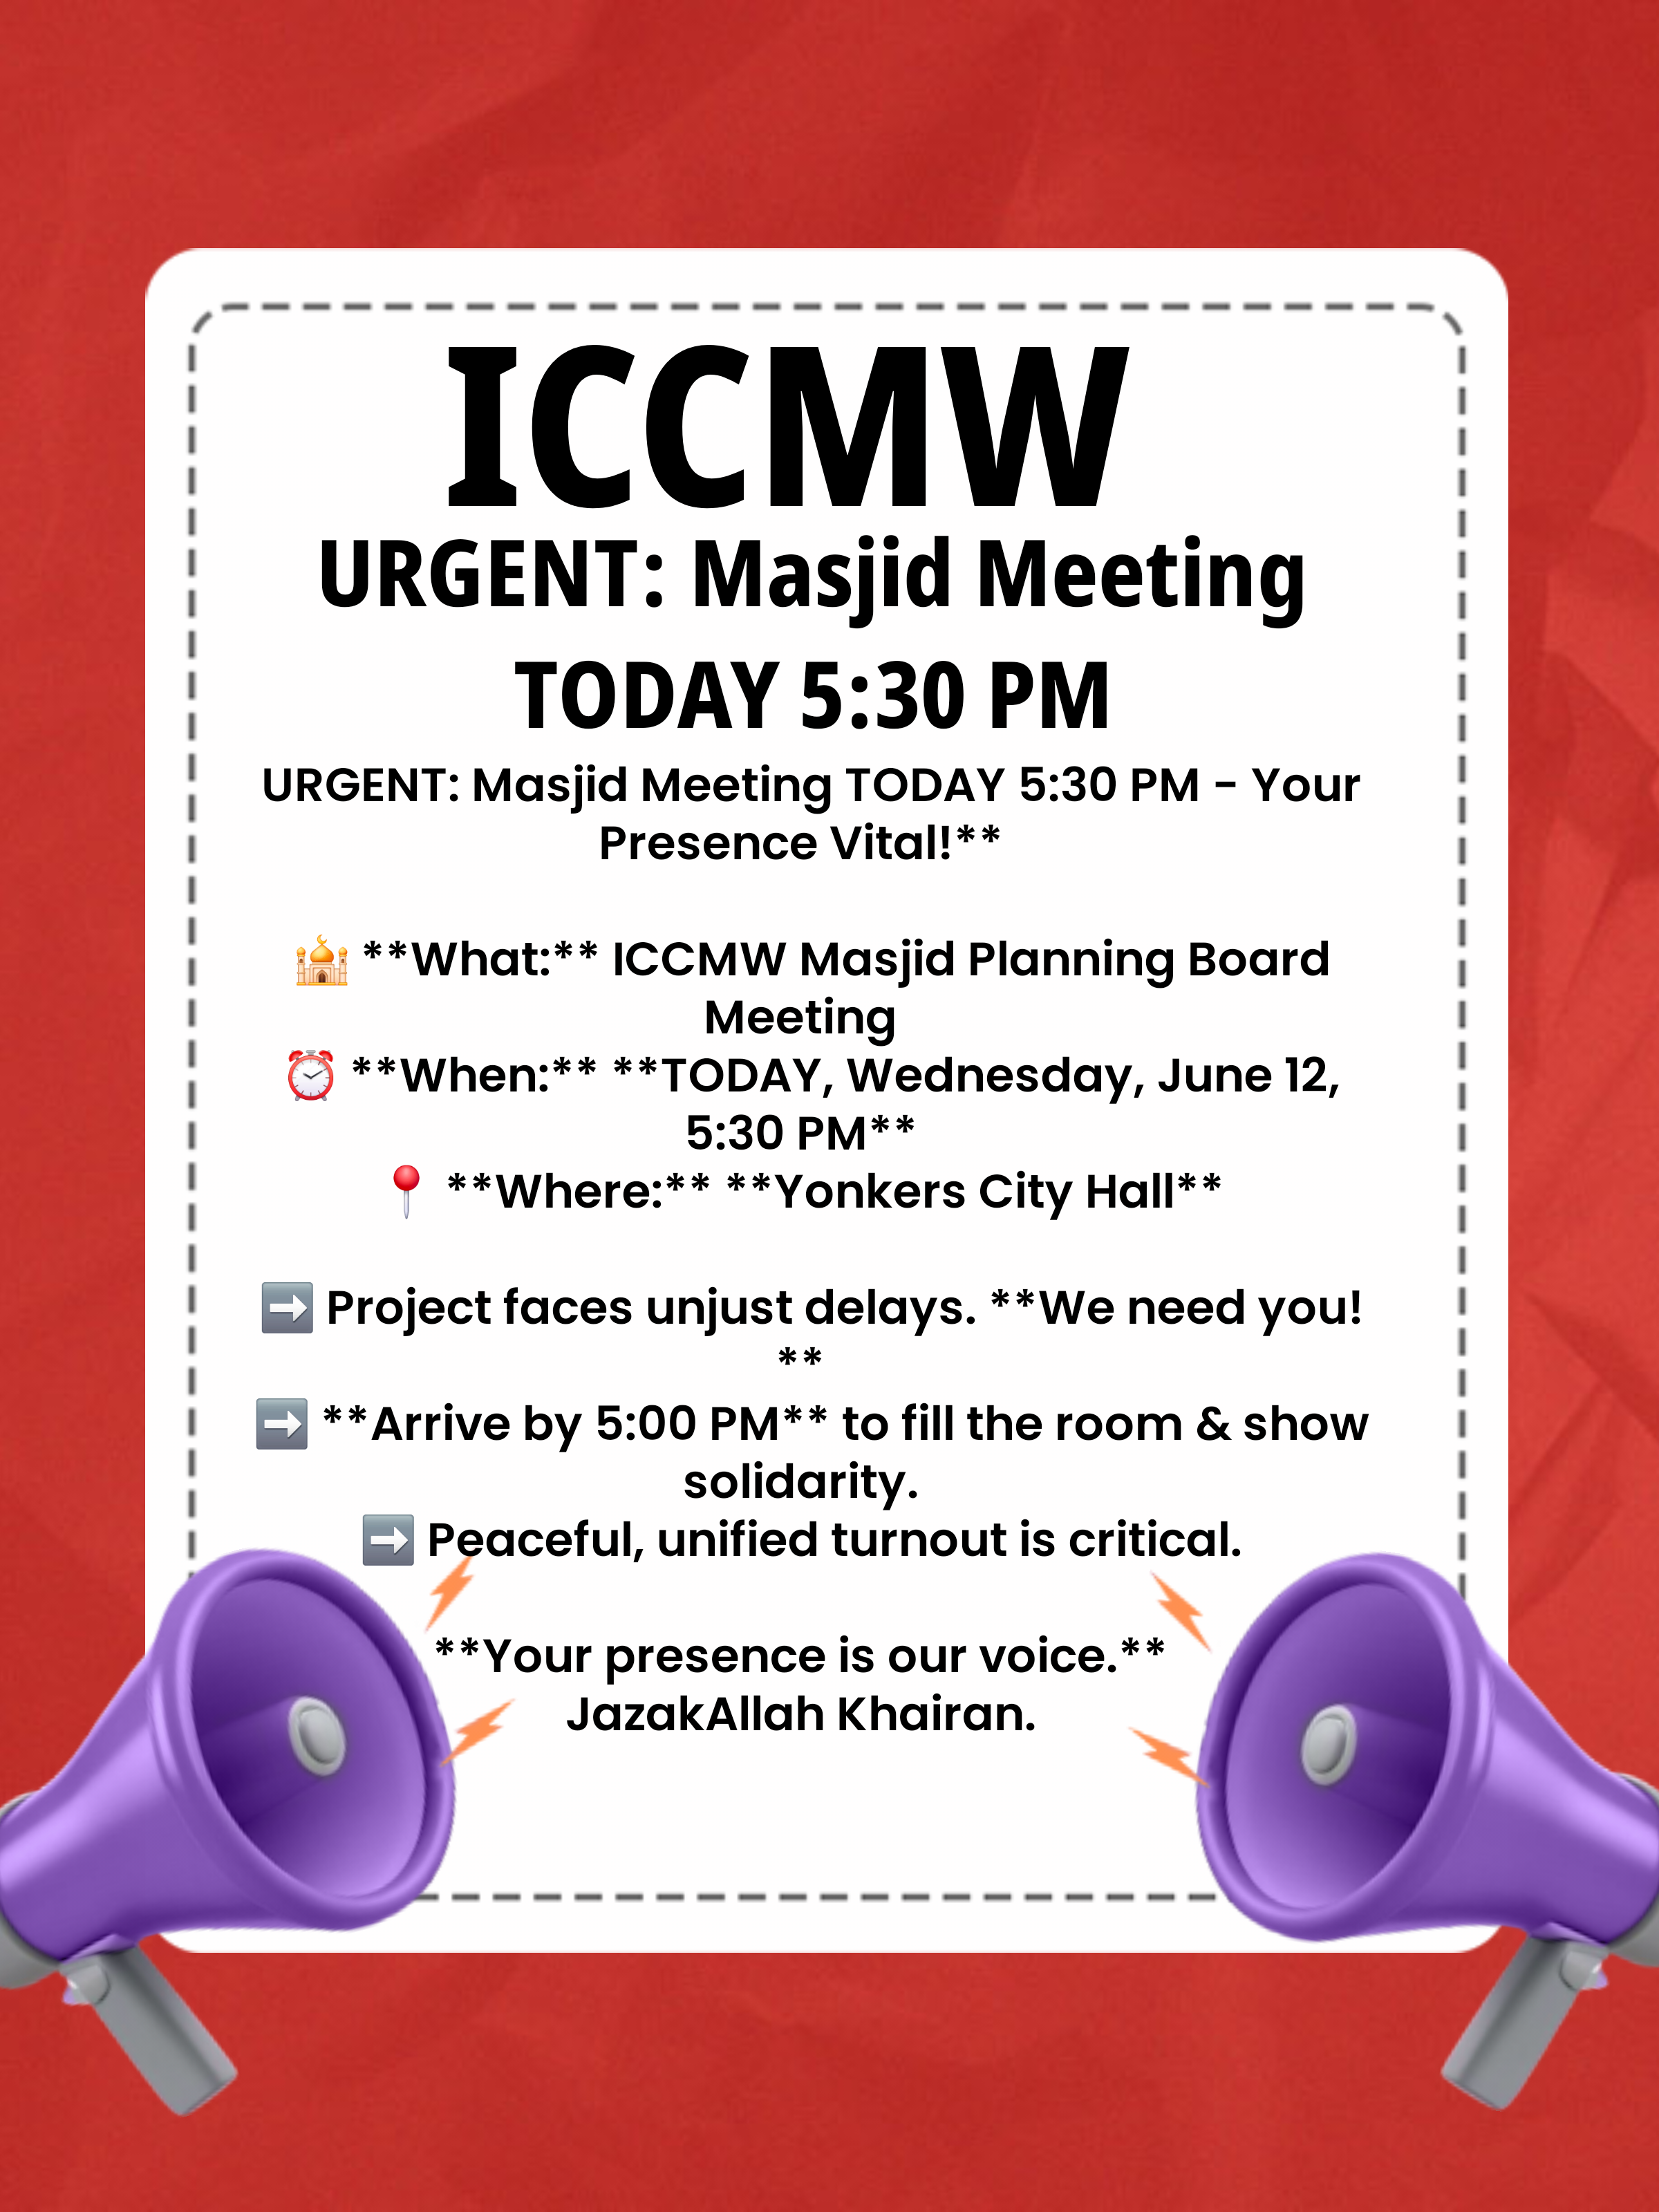 ICCMW
URGENT: Masjid Meeting
TODAY 5:30 PM
URGENT: Masjid Meeting TODAY 5:30 PM - Your
Presence Vital!**
🕌 **What:** ICCMW Masjid Planning Board
Meeting
⏰ **When:** **TODAY, Wednesday, June 12,
5:30 PM**
📍 **Where:** **Yonkers City Hall**
➡️ Project faces unjust delays. **We need you!
**
➡️ **Arrive by 5:00 PM** to fill the room & show
solidarity.
➡️ Peaceful, unified turnout is critical.
**Your presence is our voice.**
JazakAllah Khairan.